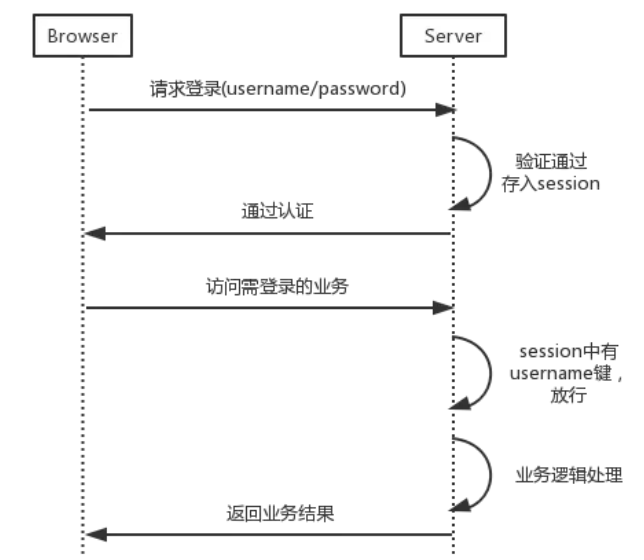 Browser
Server
请求登录(username/password)
验证通过
存入session
通过认证
访问需登录的业务
session中有
username键，
放行
业务逻辑处理
返回业务结果